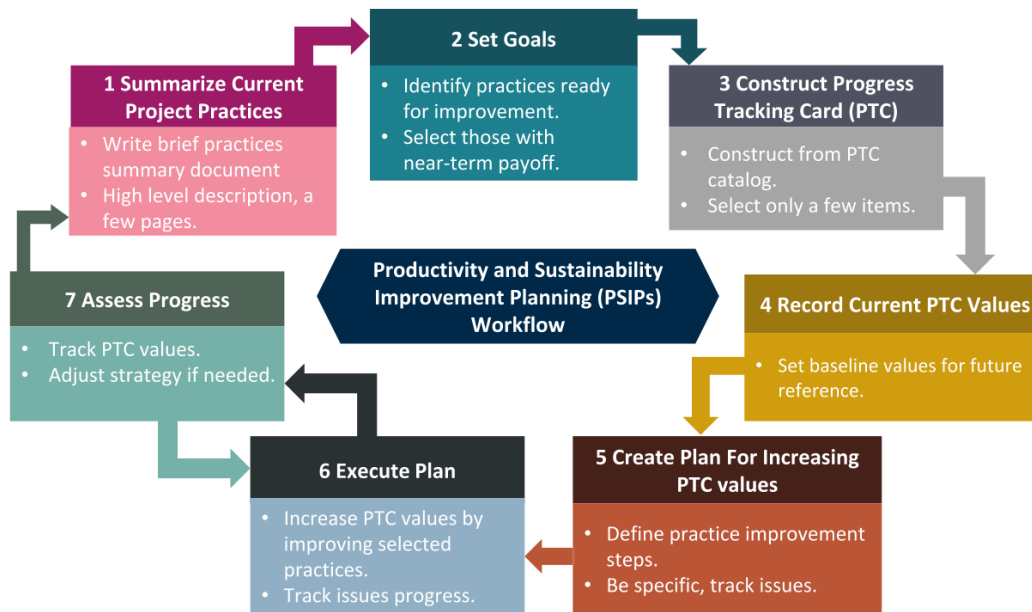 1 Summarize Current
Project Practices
• Write brief practices
summary document
• High level description, a
few pages.
2 Set Goals
• Identify practices ready
for improvement.
• Select those with
near-term payoff.
3 Construct Progress
Tracking Card (PTC)
• Construct from PTC
catalog.
• Select only a few items.
Productivity and Sustainability
Improvement Planning (PSIPs)
Workflow
4 Record Current PTC Values
• Set baseline values for future
reference.
5 Create Plan For Increasing
PTC values
• Define practice improvement
steps.
• Be specific, track issues.
6 Execute Plan
• Increase PTC values by
improving selected
practices.
• Track issues progress.
7 Assess Progress
• Track PTC values.
• Adjust strategy if needed.